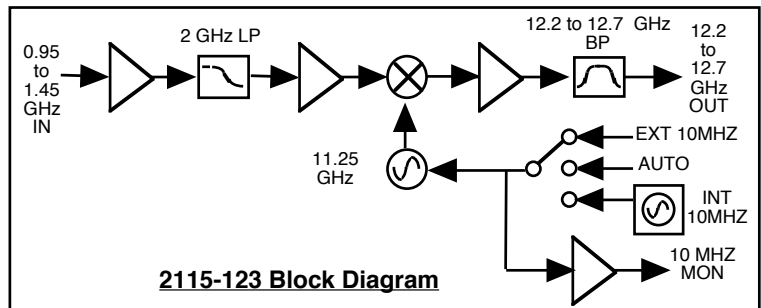 0.95
to
1.45
GHz
IN
2 GHz LP
12.2 to 12.7 GHz
BP
12.2
to
12.7
GHz
OUT
11.25
GHz
EXT 10MHZ
AUTO
INT
10MHZ
10 MHZ
MON
2115-123 Block Diagram